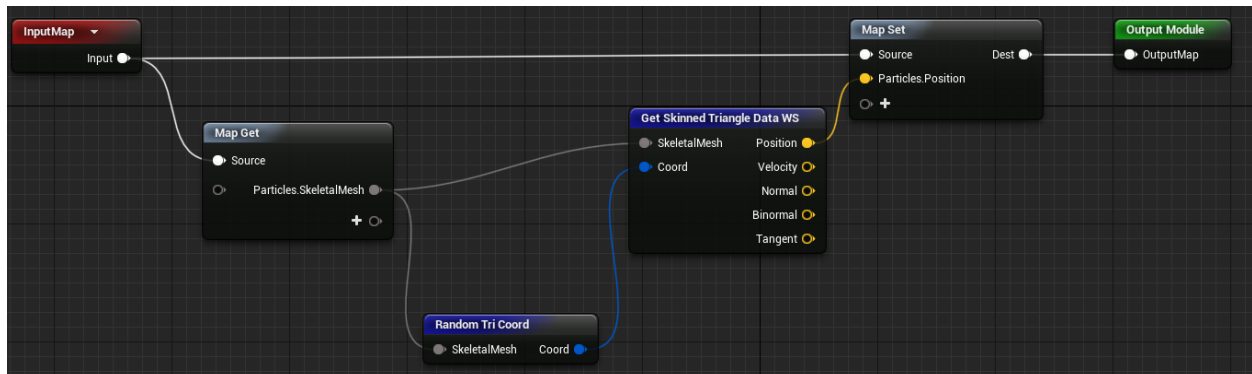 InputMap
Input
Map Get
Source
Particles.SkeletalMesh
Random Tri Coord
SkeletalMesh Coord
Get Skinned Triangle Data WS
SkeletalMesh Position
Coord Velocity
Normal
Binormal
Tangent
Map Set
Source Dest
Particles.Position
Output Module
OutputMap